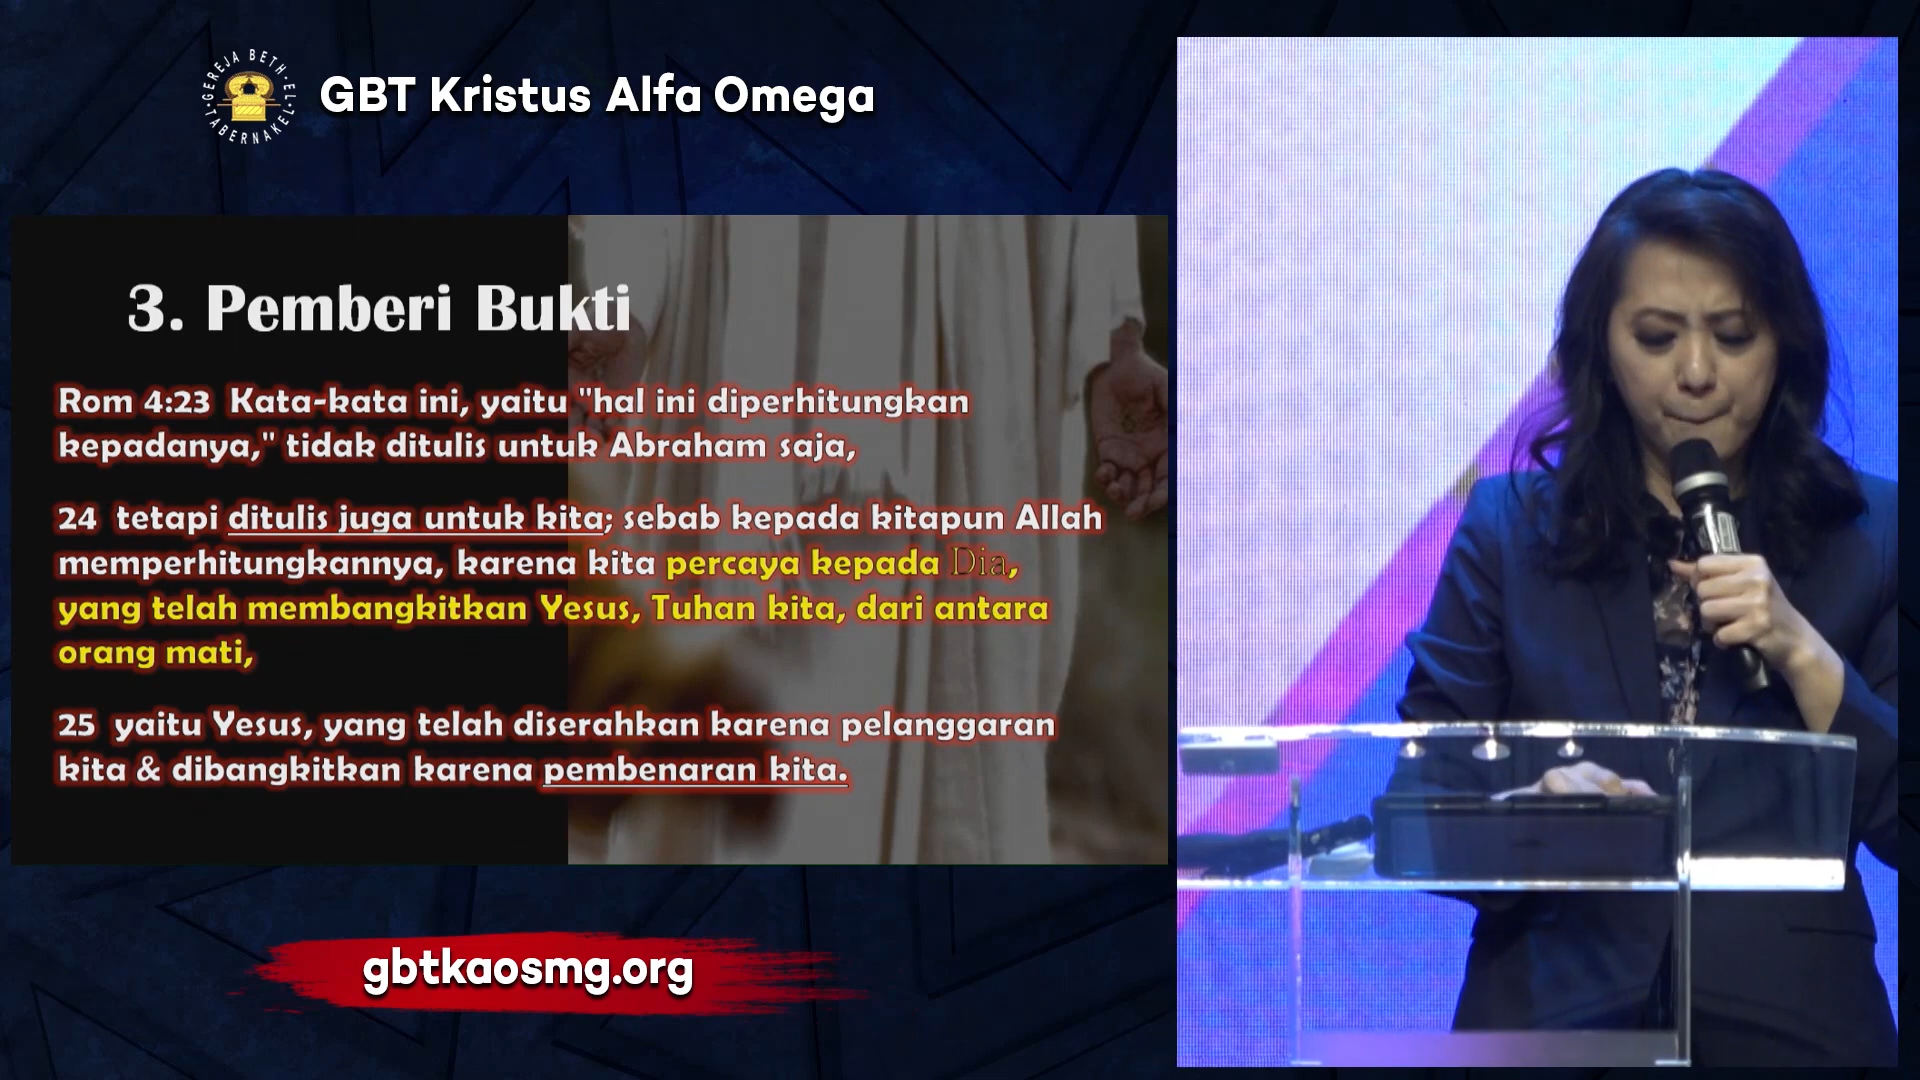 GEREJA BETH-EL TABERNAKEL
GBT Kristus Alfa Omega
3. Pemberi Bukti
Rom 4:23 Kata-kata ini, yaitu "hal ini diperhitungkan
kepadanya," tidak ditulis untuk Abraham saja,
24 tetapi ditulis juga untuk kita; sebab kepada kitapun Allah
memperhitungkannya, karena kita percaya kepada Dia,
yang telah membangkitkan Yesus, Tuhan kita, dari antara
orang mati,
25 yaitu Yesus, yang telah diserahkan karena pelanggaran
kita & dibangkitkan karena pembenaran kita.
gbtkaosmg.org